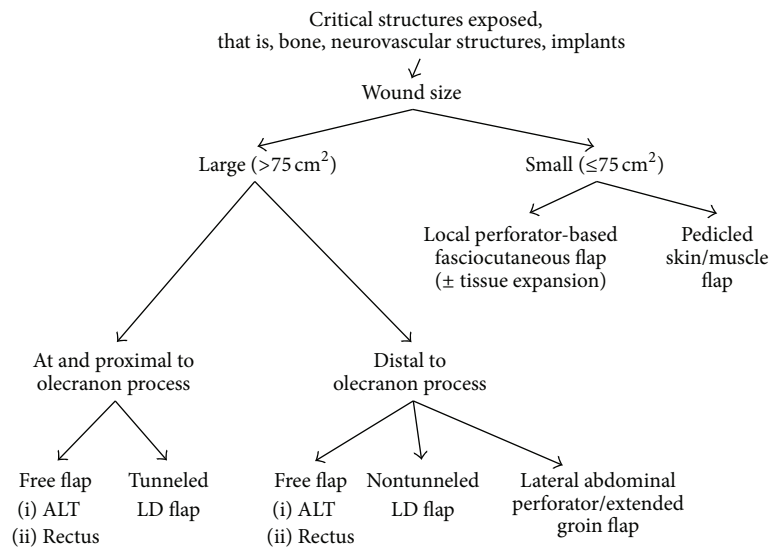 Critical structures exposed,
that is, bone, neurovascular structures, implants
Wound size
Large (>75 cm²)
Small (≤75 cm²)
Local perforator-based
fasciocutaneous flap
(± tissue expansion)
Pedicled
skin/muscle
flap
At and proximal to
olecranon process
Distal to
olecranon process
Free flap
(i) ALT
(ii) Rectus
Tunneled
LD flap
Free flap
(i) ALT
(ii) Rectus
Nontunneled
LD flap
Lateral abdominal
perforator/extended
groin flap